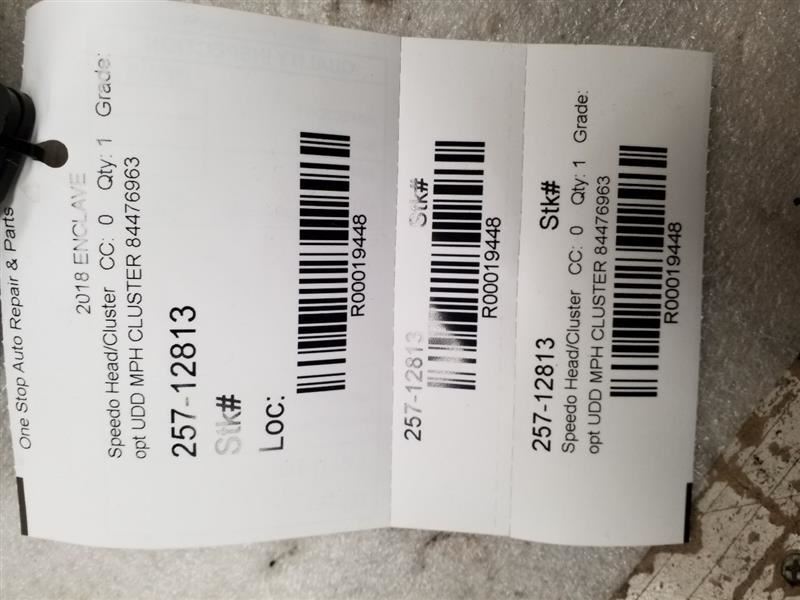 One Stop Auto Repair & Parts
2018 ENCLAVE
Speedo Head/Cluster CC: 0 Qty: 1 Grade:
opt UDD MPH CLUSTER 84476963
257-12813
Stk#
Loc:
R00019448
257-12813 Stk#
R00019448
257-12813 Stk#
Speedo Head/Cluster CC: 0 Qty: 1 Grade:
opt UDD MPH CLUSTER 84476963
R00019448